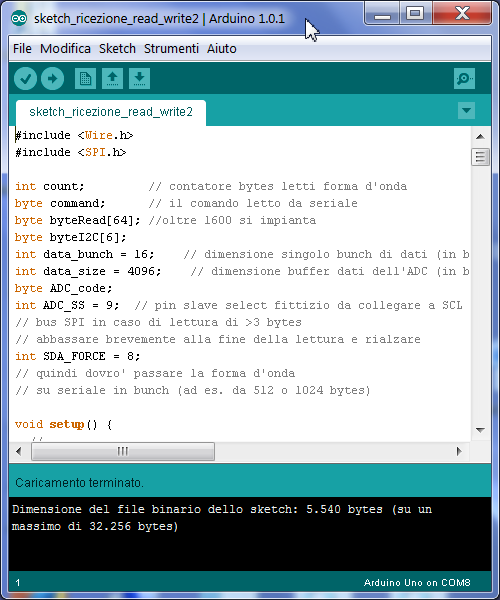 sketch_ricezione_read_write2 | Arduino 1.0.1
File Modifica Sketch Strumenti Aiuto
sketch_ricezione_read_write2
#include <Wire.h>
#include <SPI.h>
int count; // contatore bytes letti forma d'onda
byte command; // il comando letto da seriale
byte byteRead[64]; //oltre 1600 si impianta
byte byteI2C[6];
int data_bunch = 16; // dimensione singolo bunch di dati (in b
int data_size = 4096; // dimensione buffer dati dell'ADC (in b
byte ADC_code;
int ADC_SS = 9; // pin slave select fittizio da collegare a SCL
// bus SPI in caso di lettura di >3 bytes
// abbassare brevemente alla fine della lettura e rialzare
int SDA_FORCE = 8;
// quindi dovro' passare la forma d'onda
// su seriale in bunch (ad es. da 512 o 1024 bytes)
void setup() {
//
Caricamento terminato.
Dimensione del file binario dello sketch: 5.540 bytes (su un
massimo di 32.256 bytes)
1 Arduino Uno on COM8